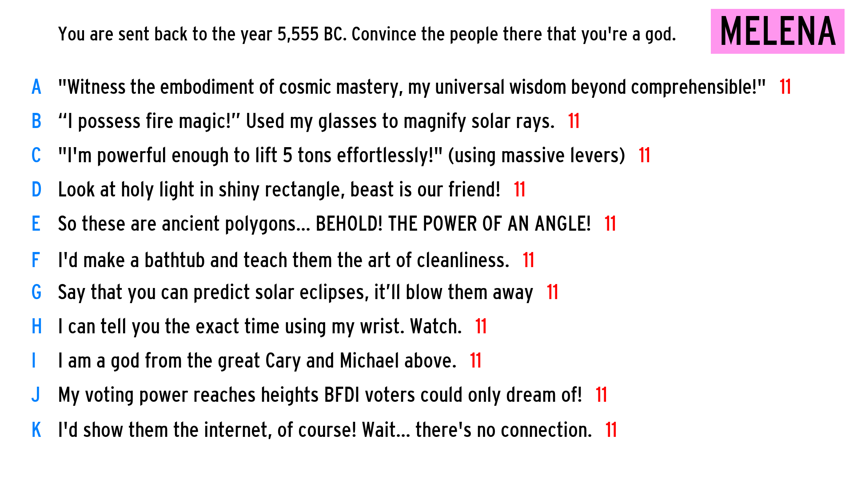 You are sent back to the year 5,555 BC. Convince the people there that you're a god.
MELENA
A "Witness the embodiment of cosmic mastery, my universal wisdom beyond comprehensible!" 11
B “I possess fire magic!” Used my glasses to magnify solar rays. 11
C "I'm powerful enough to lift 5 tons effortlessly!" (using massive levers) 11
D Look at holy light in shiny rectangle, beast is our friend! 11
E So these are ancient polygons... BEHOLD! THE POWER OF AN ANGLE! 11
F I'd make a bathtub and teach them the art of cleanliness. 11
G Say that you can predict solar eclipses, it’ll blow them away 11
H I can tell you the exact time using my wrist. Watch. 11
I I am a god from the great Cary and Michael above. 11
J My voting power reaches heights BFDI voters could only dream of! 11
K I'd show them the internet, of course! Wait... there's no connection. 11